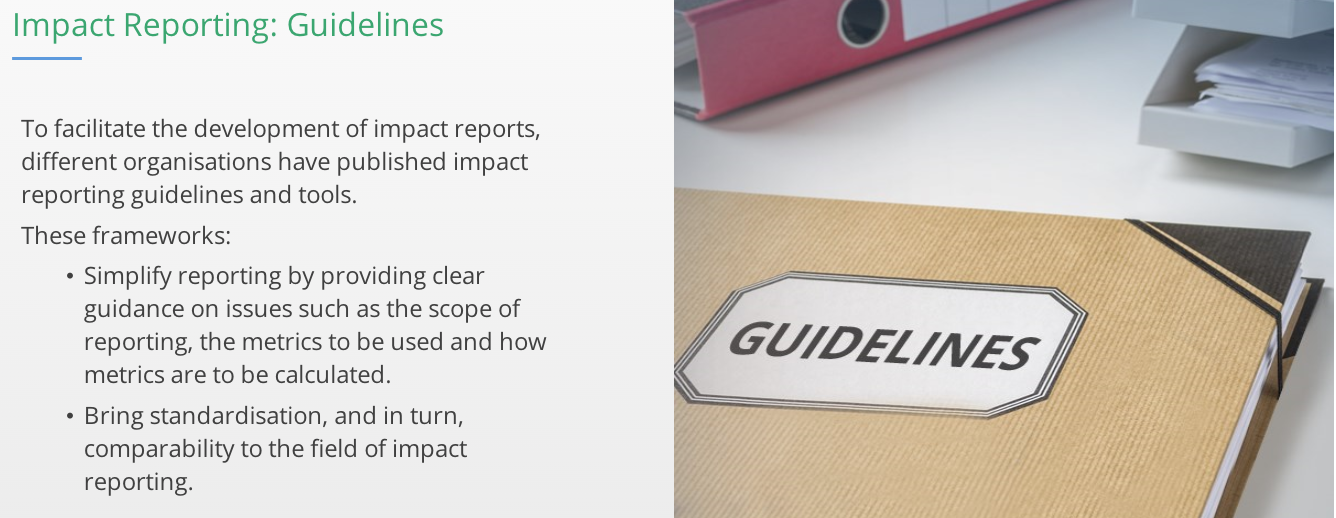 Impact Reporting: Guidelines
To facilitate the development of impact reports,
different organisations have published impact
reporting guidelines and tools.
These frameworks:
• Simplify reporting by providing clear
guidance on issues such as the scope of
reporting, the metrics to be used and how
metrics are to be calculated.
• Bring standardisation, and in turn,
comparability to the field of impact
reporting.
GUIDELINES